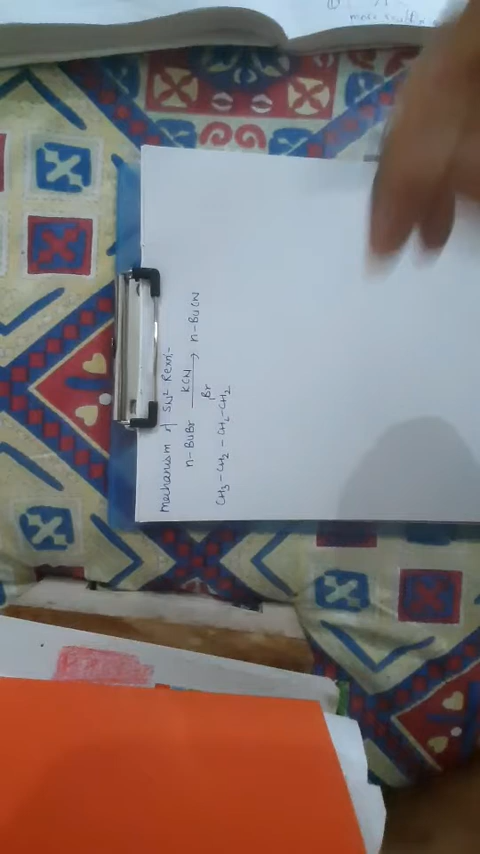 Mechanism of SN² Rexn-
n-BuBr —KCN→ n-BuCN
Br
CH3-CH2-CH2-CH2